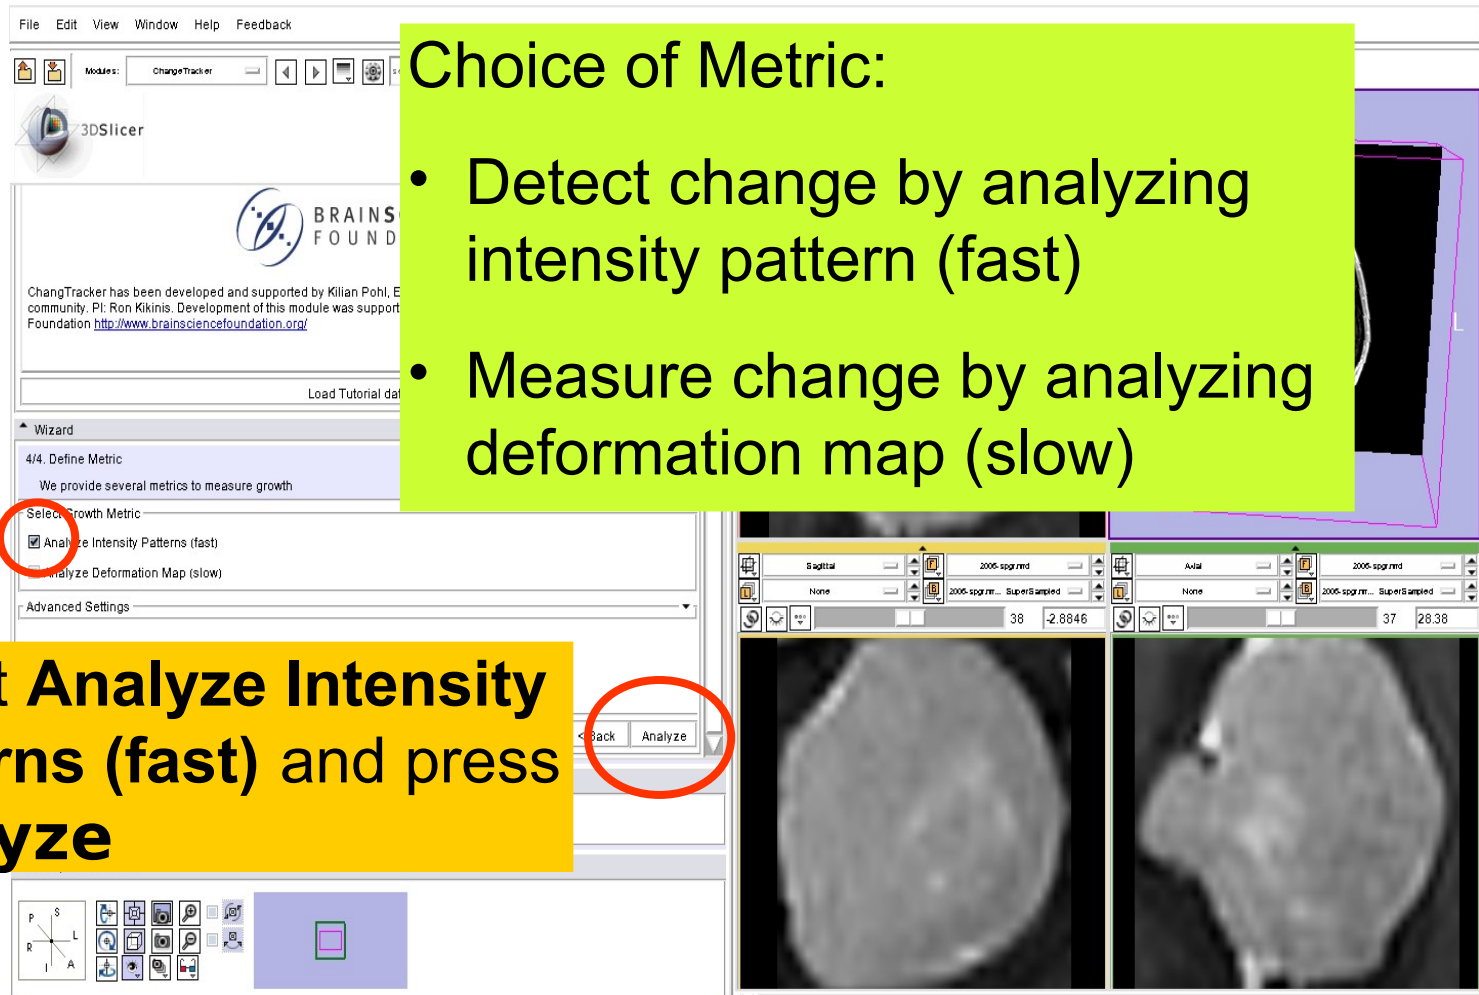 File Edit View Window Help Feedback
Modules: ChangeTracker
3DSlicer
Choice of Metric:
• Detect change by analyzing
intensity pattern (fast)
• Measure change by analyzing
deformation map (slow)
BRAINS
FOUND
ChangTracker has been developed and supported by Kilian Pohl, E
community. PI: Ron Kikinis. Development of this module was support
Foundation http://www.brainsciencefoundation.org/
Load Tutorial dat
Wizard
4/4. Define Metric
We provide several metrics to measure growth
Select Growth Metric
Analyze Intensity Patterns (fast)
Analyze Deformation Map (slow)
Advanced Settings
t Analyze Intensity
rns (fast) and press
yze
< Back Analyze
L
Sagittal F 2006-spgr.nrrd
L None B 2006-spgr.nrr... SuperSampled
38 -2.8846
Axial F 2006-spgr.nrrd
L None B 2006-spgr.nrr... SuperSampled
37 28.38
P S
R L
I A